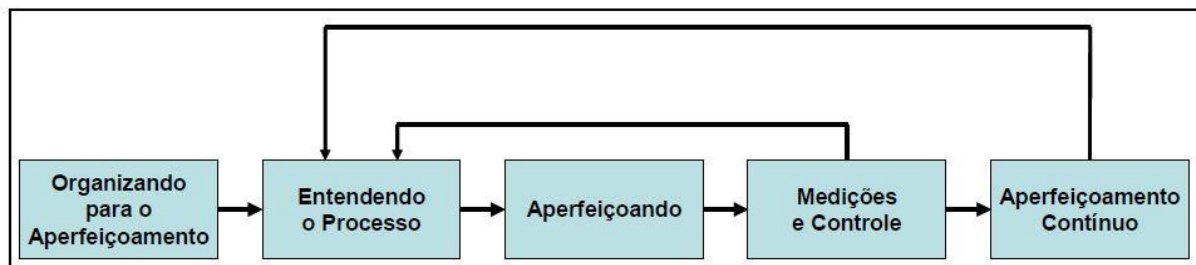 Organizando
para o
Aperfeiçoamento
Entendendo
o Processo
Aperfeiçoando
Medições
e Controle
Aperfeiçoamento
Contínuo